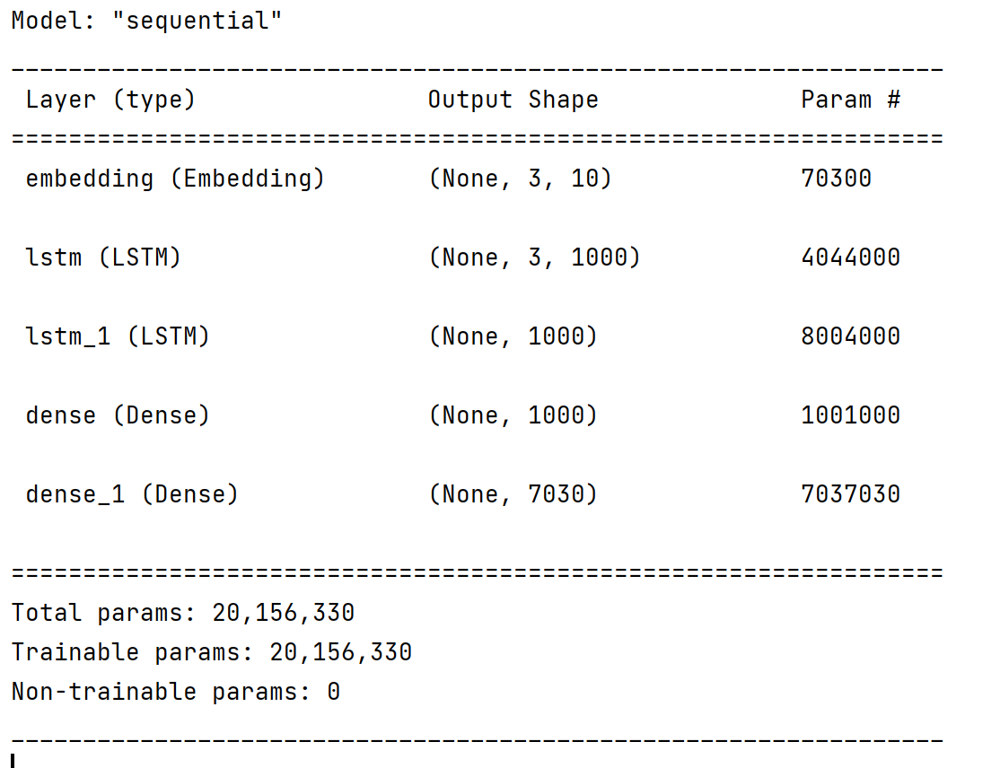 Model: "sequential"
_________________________________________________________________
 Layer (type)                Output Shape              Param #
=================================================================
 embedding (Embedding)       (None, 3, 10)             70300
 lstm (LSTM)                 (None, 3, 1000)           4044000
 lstm_1 (LSTM)               (None, 1000)              8004000
 dense (Dense)               (None, 1000)              1001000
 dense_1 (Dense)             (None, 7030)              7037030
=================================================================
Total params: 20,156,330
Trainable params: 20,156,330
Non-trainable params: 0
_________________________________________________________________